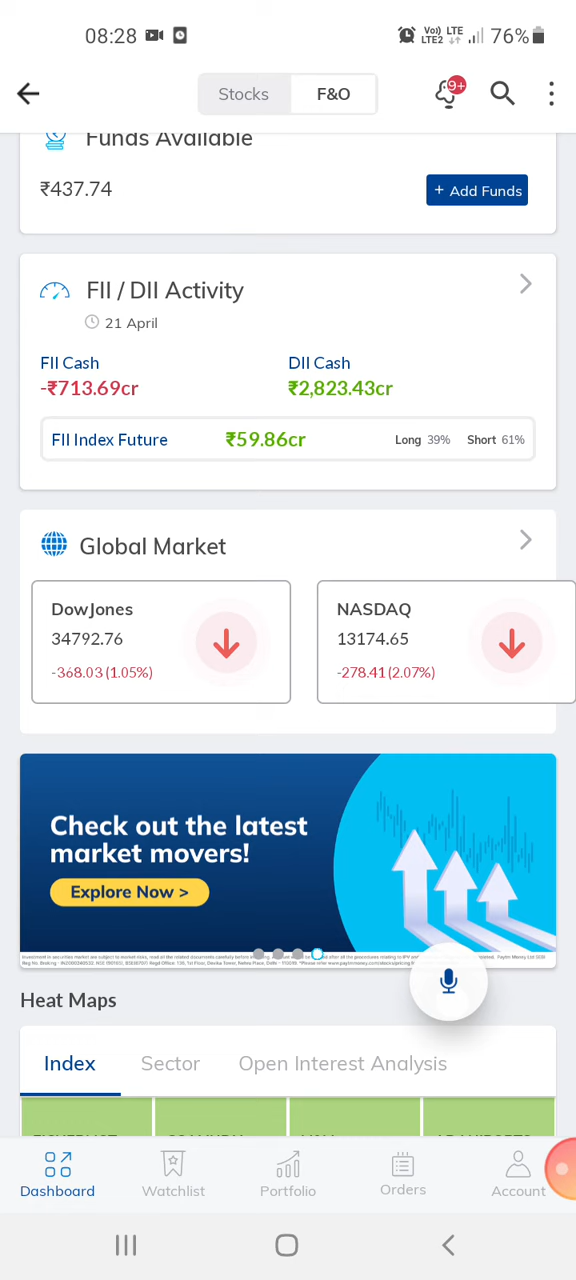 08:28
Vo) LTE
LTE2
76%
Stocks
F&O
9+
Funds Available
₹437.74
+ Add Funds
FII / DII Activity
21 April
FII Cash
DII Cash
-₹713.69cr
₹2,823.43cr
FII Index Future
₹59.86cr
Long 39%
Short 61%
Global Market
DowJones
34792.76
-368.03 (1.05%)
NASDAQ
13174.65
-278.41 (2.07%)
Check out the latest
market movers!
Explore Now >
Heat Maps
Index
Sector
Open Interest Analysis
Dashboard
Watchlist
Portfolio
Orders
Account